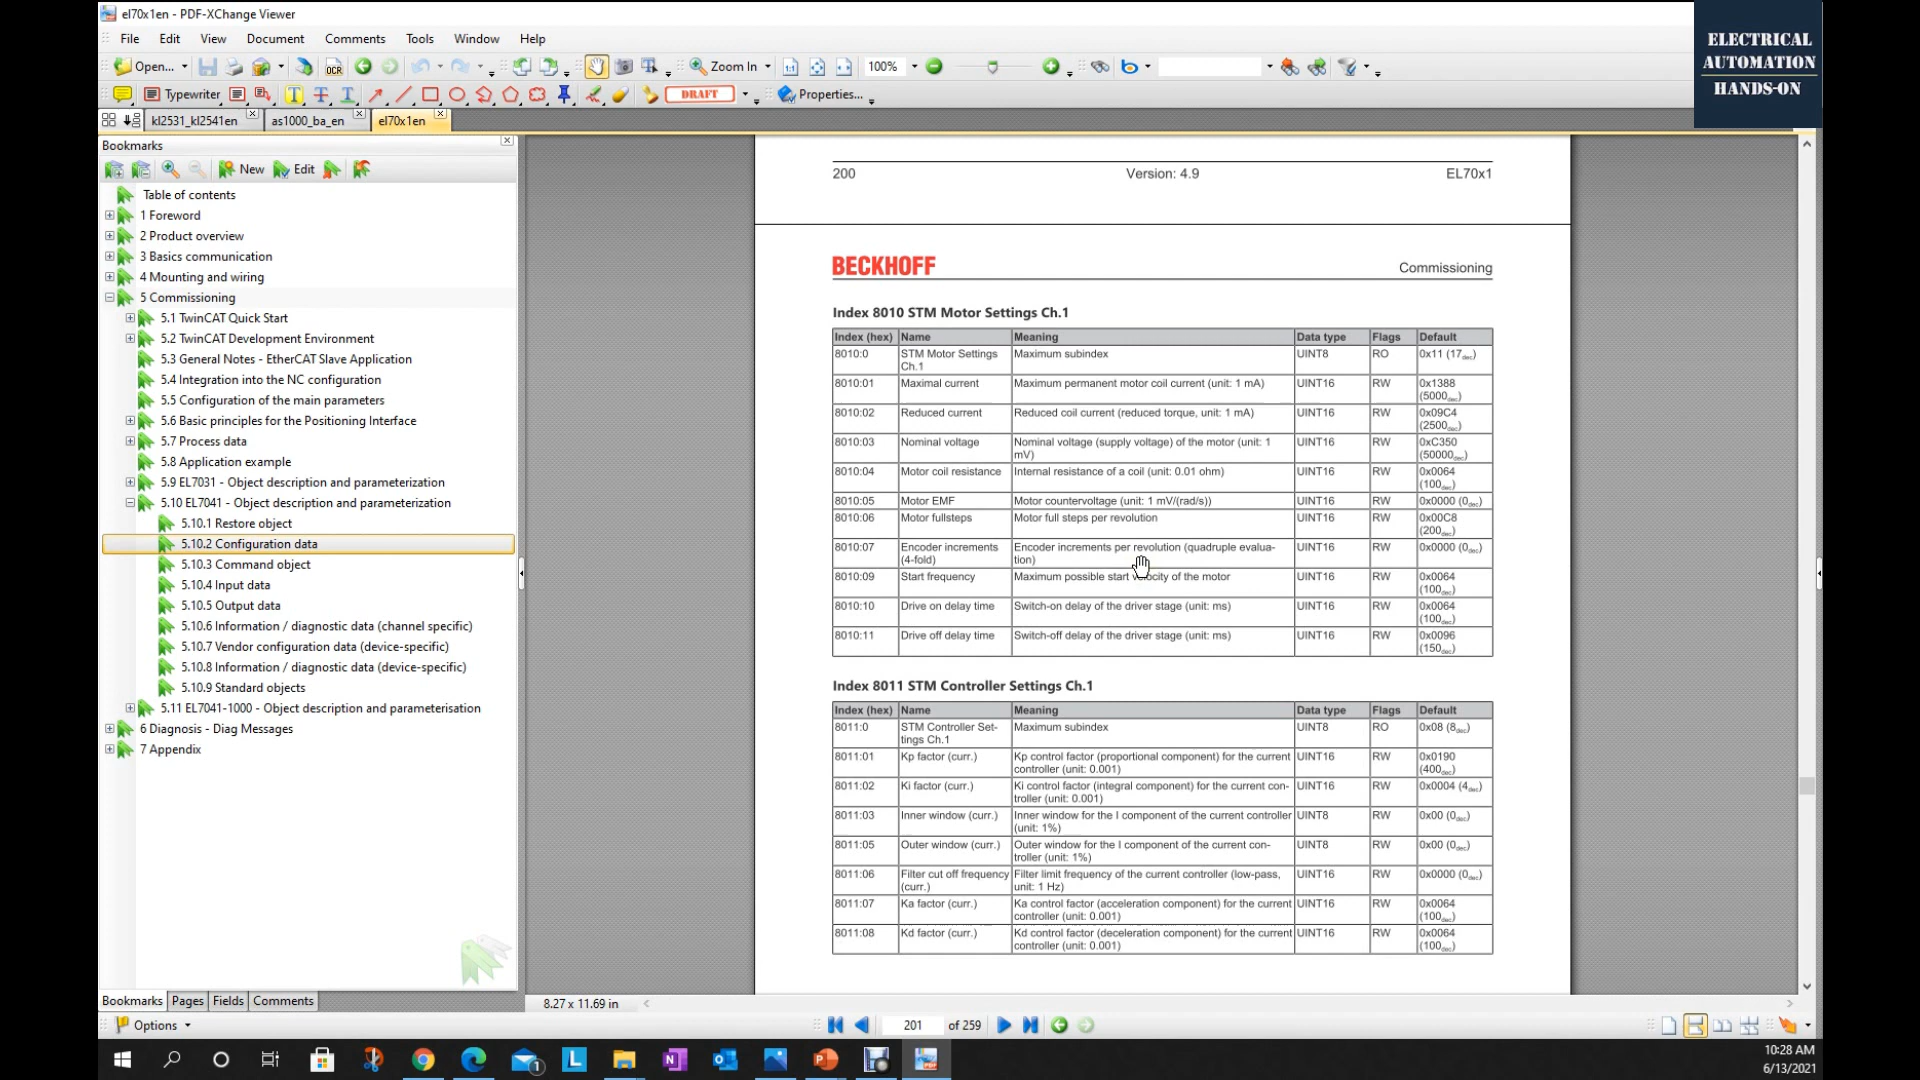 el70x1en - PDF-XChange Viewer
File Edit View Document Comments Tools Window Help
Open... OCR Zoom In 100%
Typewriter DRAFT Properties...
kl2531_kl2541en as1000_ba_en el70x1en
ELECTRICAL
AUTOMATION
HANDS-ON
Bookmarks
New Edit
Table of contents
1 Foreword
2 Product overview
3 Basics communication
4 Mounting and wiring
5 Commissioning
5.1 TwinCAT Quick Start
5.2 TwinCAT Development Environment
5.3 General Notes - EtherCAT Slave Application
5.4 Integration into the NC configuration
5.5 Configuration of the main parameters
5.6 Basic principles for the Positioning Interface
5.7 Process data
5.8 Application example
5.9 EL7031 - Object description and parameterization
5.10 EL7041 - Object description and parameterization
5.10.1 Restore object
5.10.2 Configuration data
5.10.3 Command object
5.10.4 Input data
5.10.5 Output data
5.10.6 Information / diagnostic data (channel specific)
5.10.7 Vendor configuration data (device-specific)
5.10.8 Information / diagnostic data (device-specific)
5.10.9 Standard objects
5.11 EL7041-1000 - Object description and parameterisation
6 Diagnosis - Diag Messages
7 Appendix
Bookmarks Pages Fields Comments
Options
200 Version: 4.9 EL70x1
BECKHOFF Commissioning
Index 8010 STM Motor Settings Ch.1
Index (hex) Name Meaning Data type Flags Default
8010:0 STM Motor Settings Maximum subindex UINT8 RO 0x11 (17dec)
Ch.1
8010:01 Maximal current Maximum permanent motor coil current (unit: 1 mA) UINT16 RW 0x1388
(5000dec)
8010:02 Reduced current Reduced coil current (reduced torque, unit: 1 mA) UINT16 RW 0x09C4
(2500dec)
8010:03 Nominal voltage Nominal voltage (supply voltage) of the motor (unit: 1 UINT16 RW 0xC350
mV) (50000dec)
8010:04 Motor coil resistance Internal resistance of a coil (unit: 0.01 ohm) UINT16 RW 0x0064
(100dec)
8010:05 Motor EMF Motor countervoltage (unit: 1 mV/(rad/s)) UINT16 RW 0x0000 (0dec)
8010:06 Motor fullsteps Motor full steps per revolution UINT16 RW 0x00C8
(200dec)
8010:07 Encoder increments Encoder increments per revolution (quadruple evalua- UINT16 RW 0x0000 (0dec)
(4-fold) tion)
8010:09 Start frequency Maximum possible start velocity of the motor UINT16 RW 0x0064
(100dec)
8010:10 Drive on delay time Switch-on delay of the driver stage (unit: ms) UINT16 RW 0x0064
(100dec)
8010:11 Drive off delay time Switch-off delay of the driver stage (unit: ms) UINT16 RW 0x0096
(150dec)
Index 8011 STM Controller Settings Ch.1
Index (hex) Name Meaning Data type Flags Default
8011:0 STM Controller Set- Maximum subindex UINT8 RO 0x08 (8dec)
tings Ch.1
8011:01 Kp factor (curr.) Kp control factor (proportional component) for the current UINT16 RW 0x0190
controller (unit: 0.001) (400dec)
8011:02 Ki factor (curr.) Ki control factor (integral component) for the current con- UINT16 RW 0x0004 (4dec)
troller (unit: 0.001)
8011:03 Inner window (curr.) Inner window for the I component of the current controller UINT8 RW 0x00 (0dec)
(unit: 1%)
8011:05 Outer window (curr.) Outer window for the I component of the current con- UINT8 RW 0x00 (0dec)
troller (unit: 1%)
8011:06 Filter cut off frequency Filter limit frequency of the current controller (low-pass, UINT16 RW 0x0000 (0dec)
(curr.) unit: 1 Hz)
8011:07 Ka factor (curr.) Ka control factor (acceleration component) for the current UINT16 RW 0x0064
controller (unit: 0.001) (100dec)
8011:08 Kd factor (curr.) Kd control factor (deceleration component) for the current UINT16 RW 0x0064
controller (unit: 0.001) (100dec)
8.27 x 11.69 in
201 of 259
10:28 AM
6/13/2021